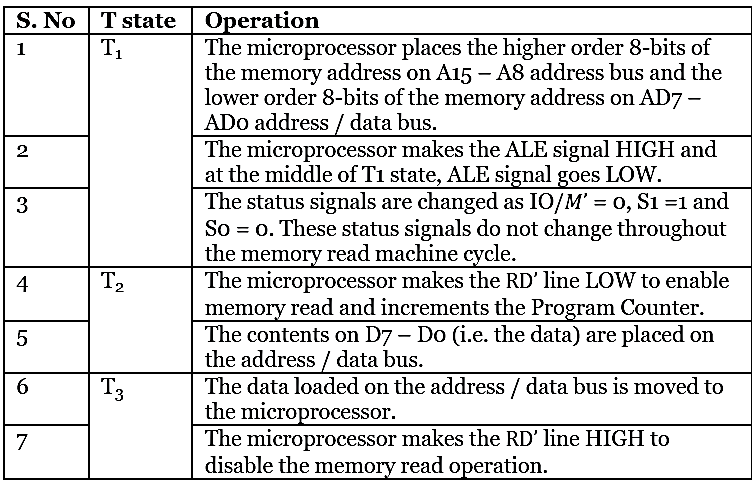 S. No T state Operation
1 T₁ The microprocessor places the higher order 8-bits of
the memory address on A15 – A8 address bus and the
lower order 8-bits of the memory address on AD7 –
AD0 address / data bus.
2 The microprocessor makes the ALE signal HIGH and
at the middle of T1 state, ALE signal goes LOW.
3 The status signals are changed as IO/M′ = 0, S1 =1 and
S0 = 0. These status signals do not change throughout
the memory read machine cycle.
4 T₂ The microprocessor makes the RD′ line LOW to enable
memory read and increments the Program Counter.
5 The contents on D7 – D0 (i.e. the data) are placed on
the address / data bus.
6 T₃ The data loaded on the address / data bus is moved to
the microprocessor.
7 The microprocessor makes the RD′ line HIGH to
disable the memory read operation.